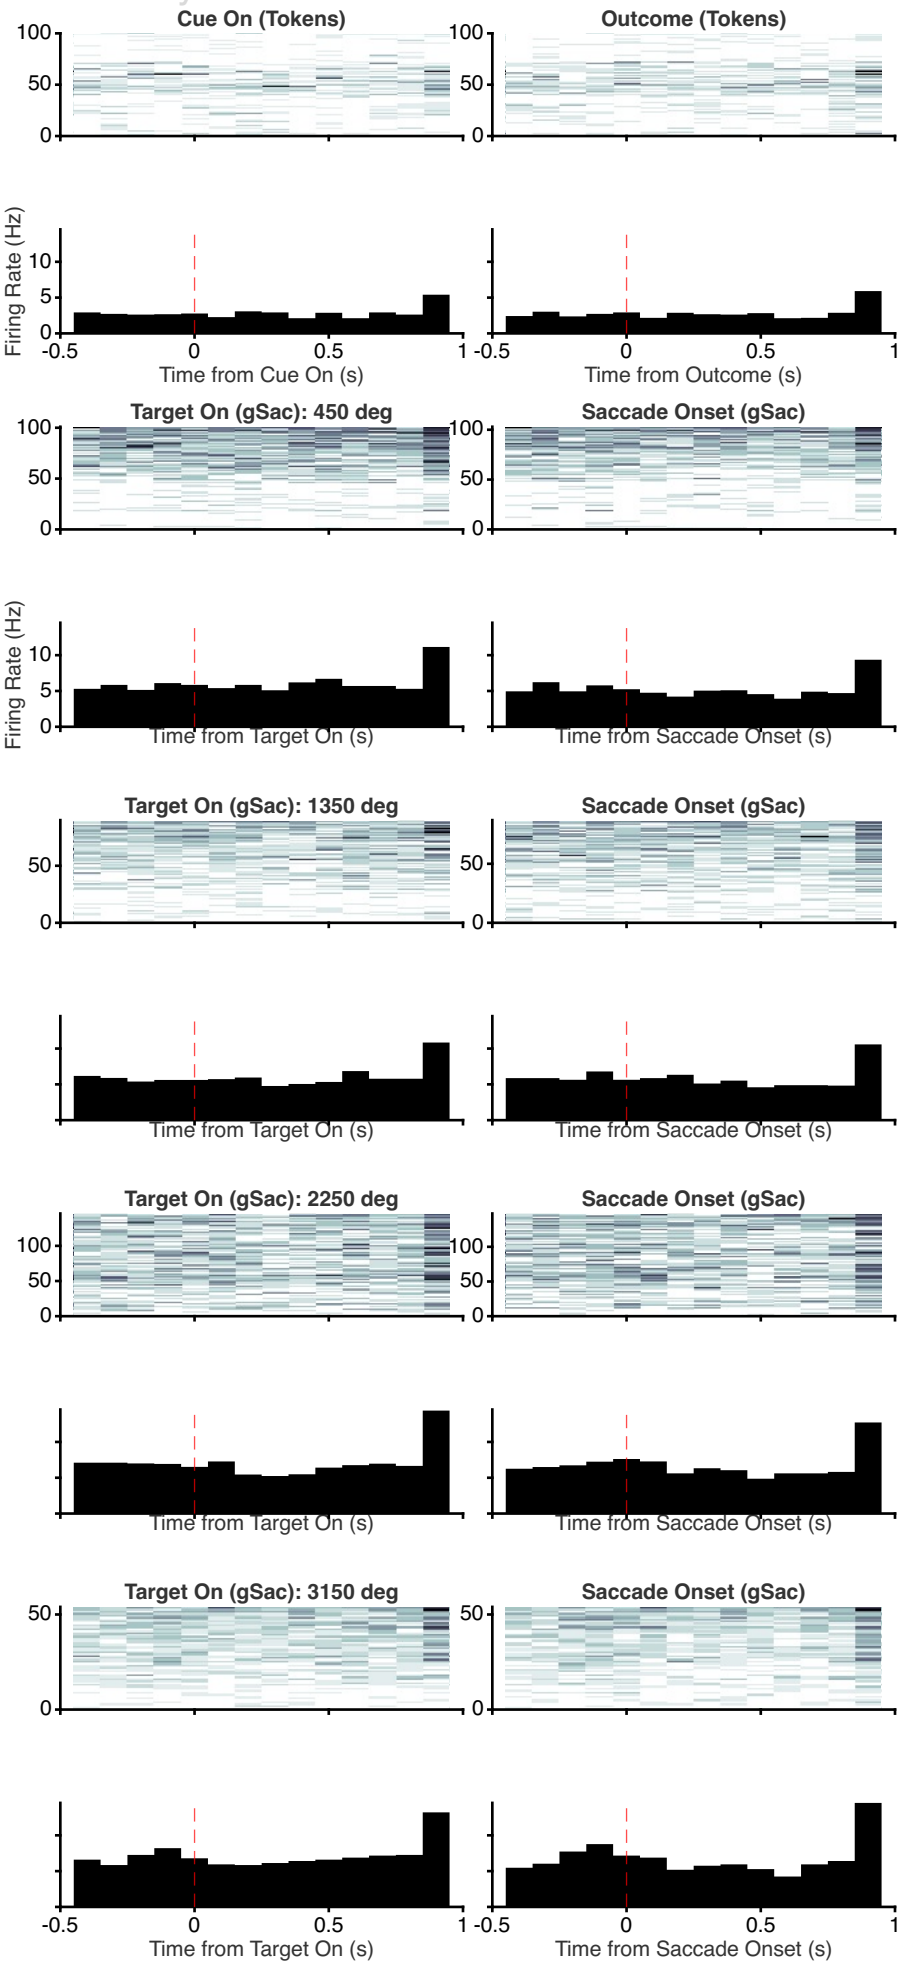 Cue On (Tokens) Outcome (Tokens)
100 100
50 50
0 0
Firing Rate (Hz)
10
5
0
-0.5 0 0.5 1 -0.5 0 0.5 1
Time from Cue On (s) Time from Outcome (s)
Target On (gSac): 450 deg Saccade Onset (gSac)
100 100
50 50
0 0
Firing Rate (Hz)
10
5
0
Time from Target On (s) Time from Saccade Onset (s)
Target On (gSac): 1350 deg Saccade Onset (gSac)
50 50
0 0
Time from Target On (s) Time from Saccade Onset (s)
Target On (gSac): 2250 deg Saccade Onset (gSac)
100 100
50 50
0 0
Time from Target On (s) Time from Saccade Onset (s)
Target On (gSac): 3150 deg Saccade Onset (gSac)
50 50
0 0
-0.5 0 0.5 1 -0.5 0 0.5 1
Time from Target On (s) Time from Saccade Onset (s)